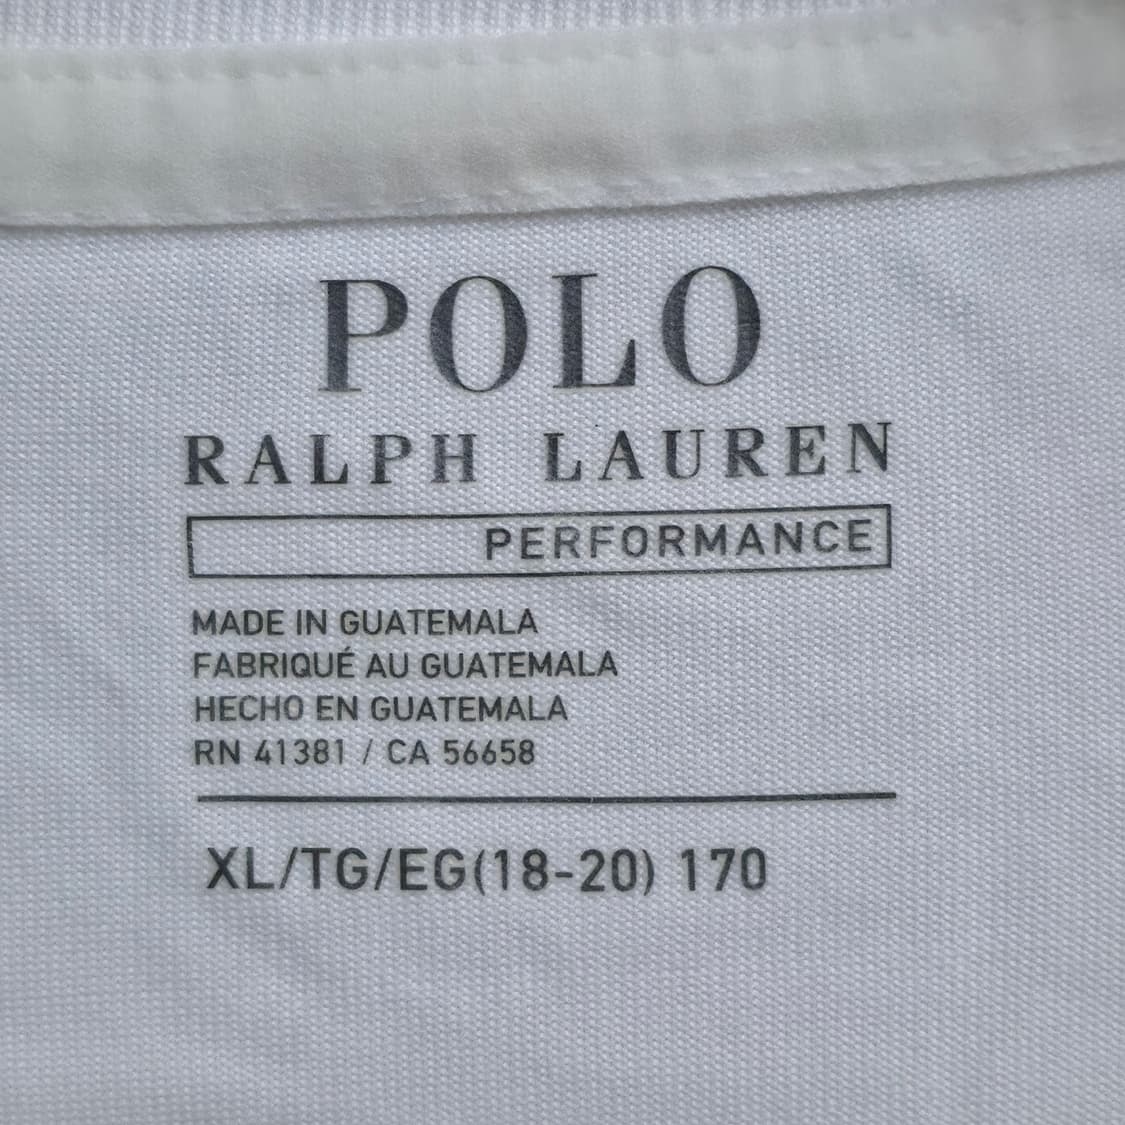 POLO
RALPH LAUREN
PERFORMANCE
MADE IN GUATEMALA
FABRIQUÉ AU GUATEMALA
HECHO EN GUATEMALA
RN 41381 / CA 56658
XL/TG/EG(18-20) 170